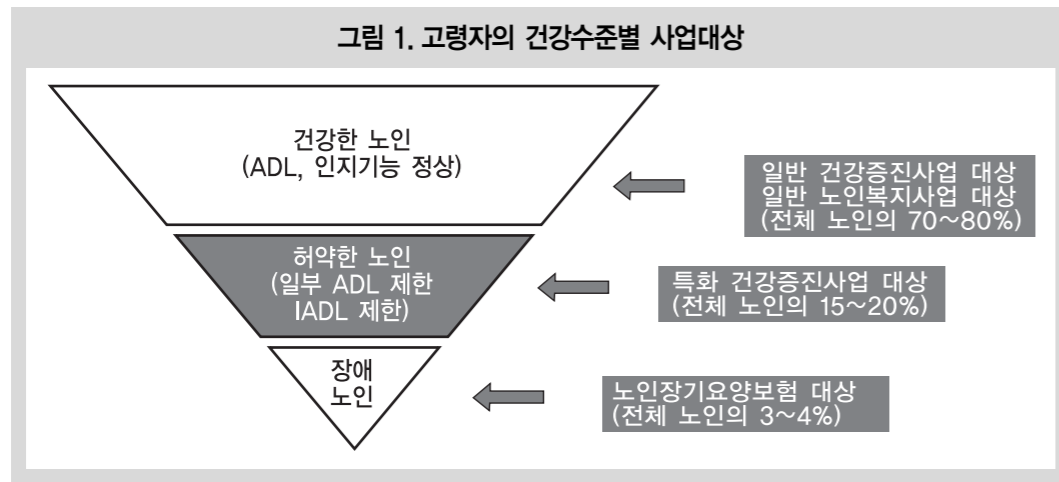 그림 1. 고령자의 건강수준별 사업대상
건강한 노인
(ADL, 인지기능 정상)
일반 건강증진사업 대상
일반 노인복지사업 대상
(전체 노인의 70~80%)
허약한 노인
(일부 ADL 제한
IADL 제한)
특화 건강증진사업 대상
(전체 노인의 15~20%)
장애
노인
노인장기요양보험 대상
(전체 노인의 3~4%)